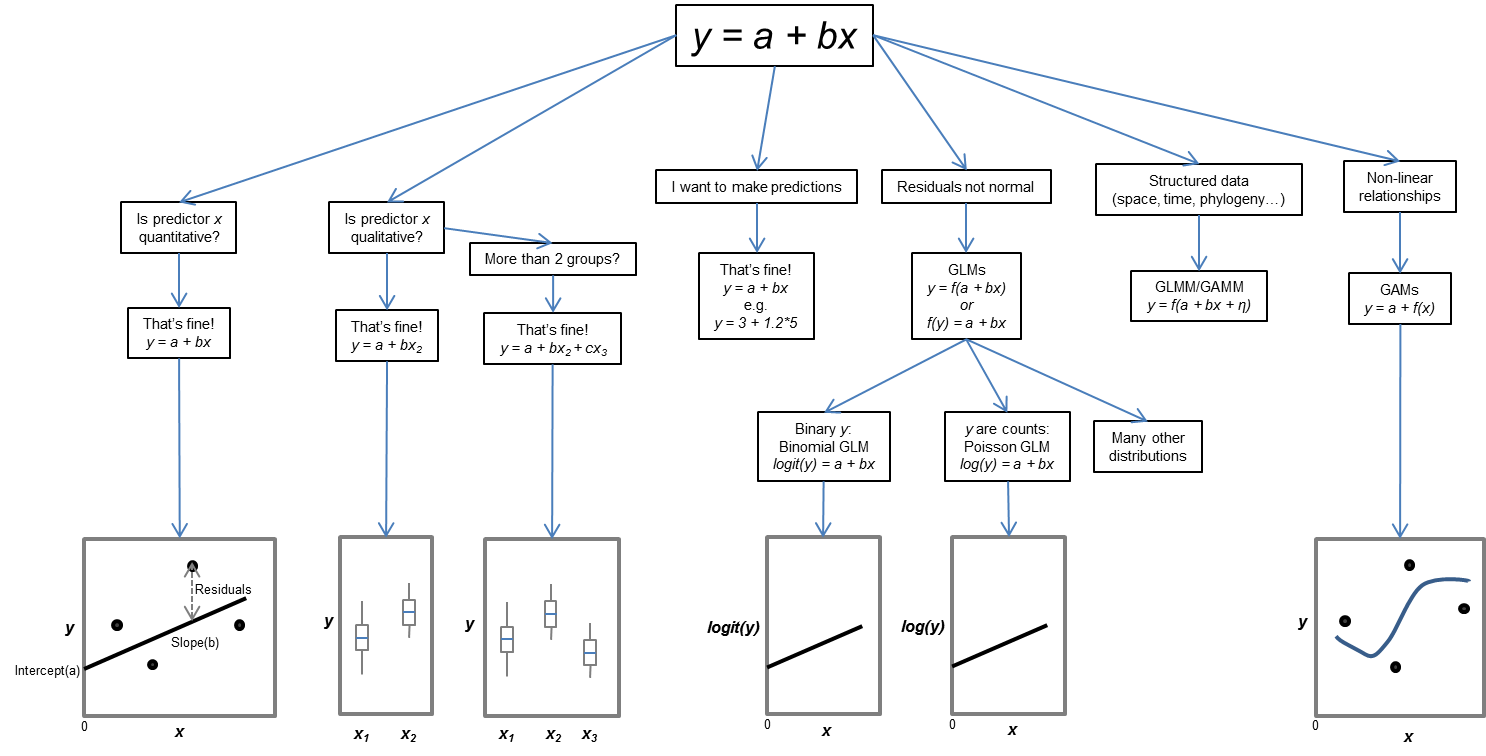 y = a + bx
Is predictor x
quantitative?
That's fine!
y = a + bx
Is predictor x
qualitative?
That's fine!
y = a + bx₂
More than 2 groups?
That's fine!
y = a + bx₂ + cx₃
I want to make predictions
That's fine!
y = a + bx
e.g.
y = 3 + 1.2*5
Residuals not normal
GLMs
y = f(a + bx)
or
f(y) = a + bx
Binary y:
Binomial GLM
logit(y) = a + bx
y are counts:
Poisson GLM
log(y) = a + bx
Many other
distributions
Structured data
(space, time, phylogeny…)
GLMM/GAMM
y = f(a + bx + η)
Non-linear
relationships
GAMs
y = a + f(x)
Residuals
y
Slope(b)
Intercept(a)
0
x
y
x₁ x₂
y
x₁ x₂ x₃
logit(y)
0
x
log(y)
0
x
y
0
x